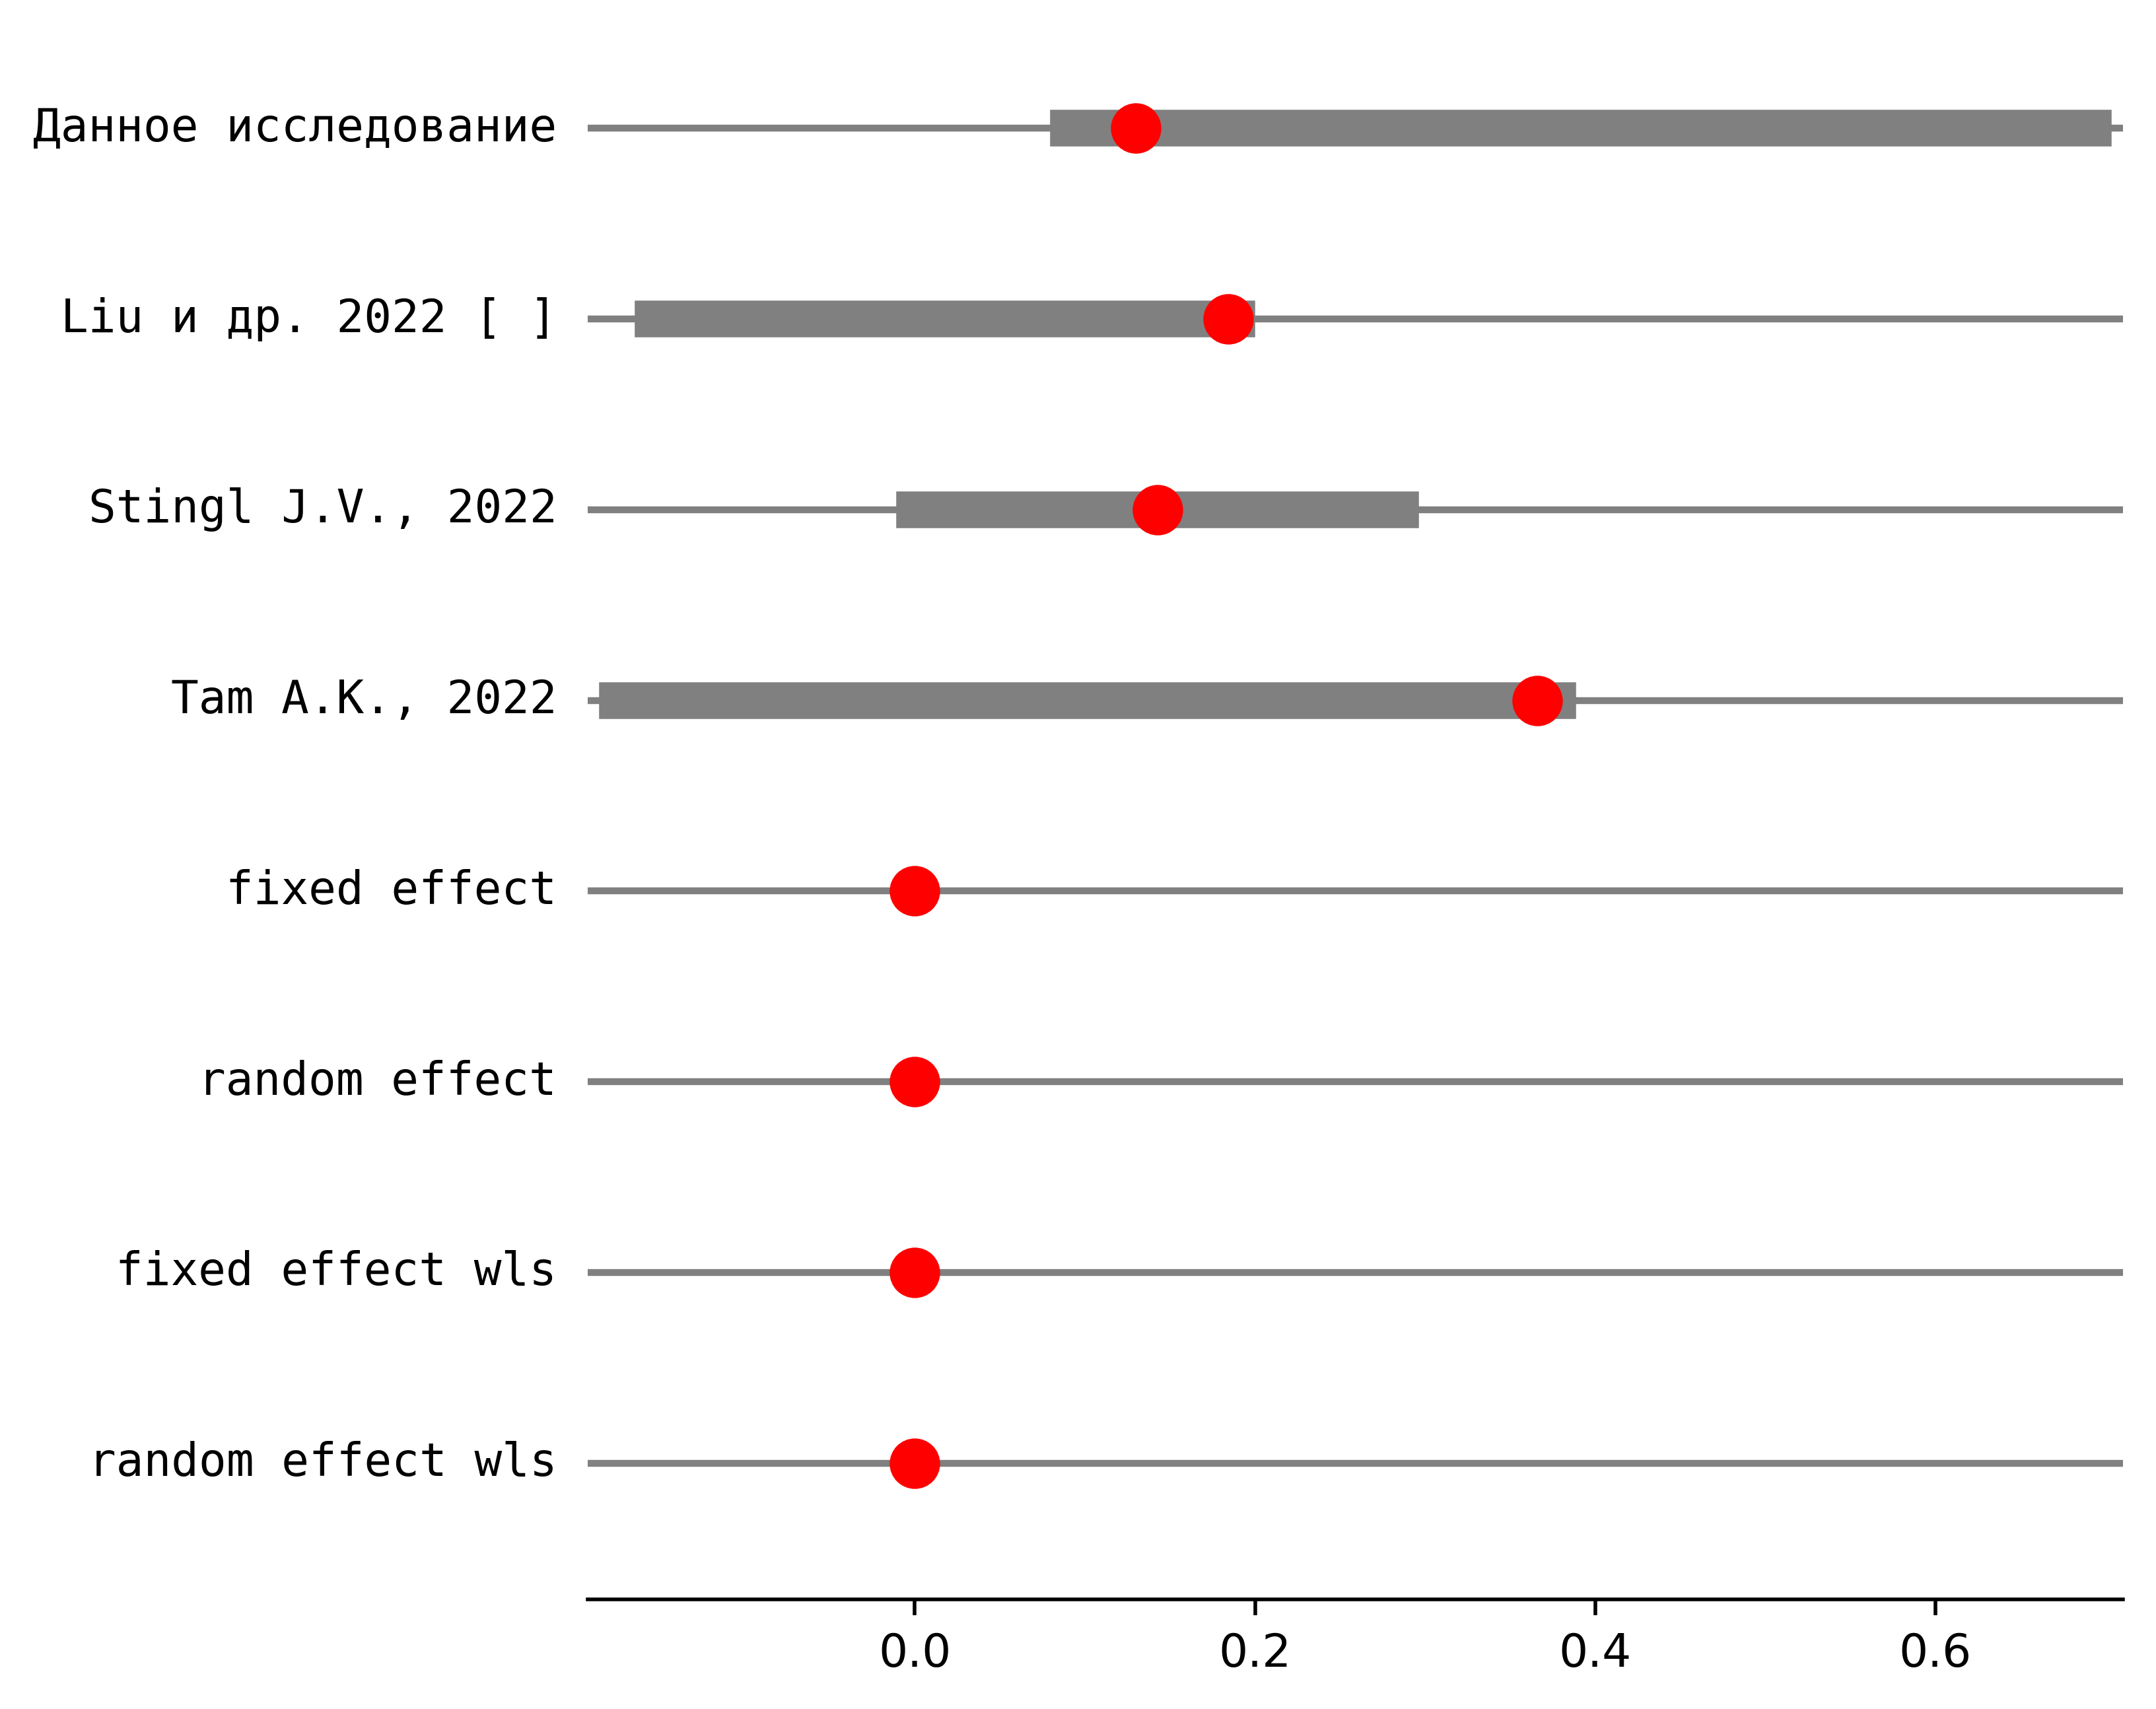 Данное исследование
Liu и др. 2022 [ ]
Stingl J.V., 2022
Tam A.K., 2022
fixed effect
random effect
fixed effect wls
random effect wls
0.0 0.2 0.4 0.6